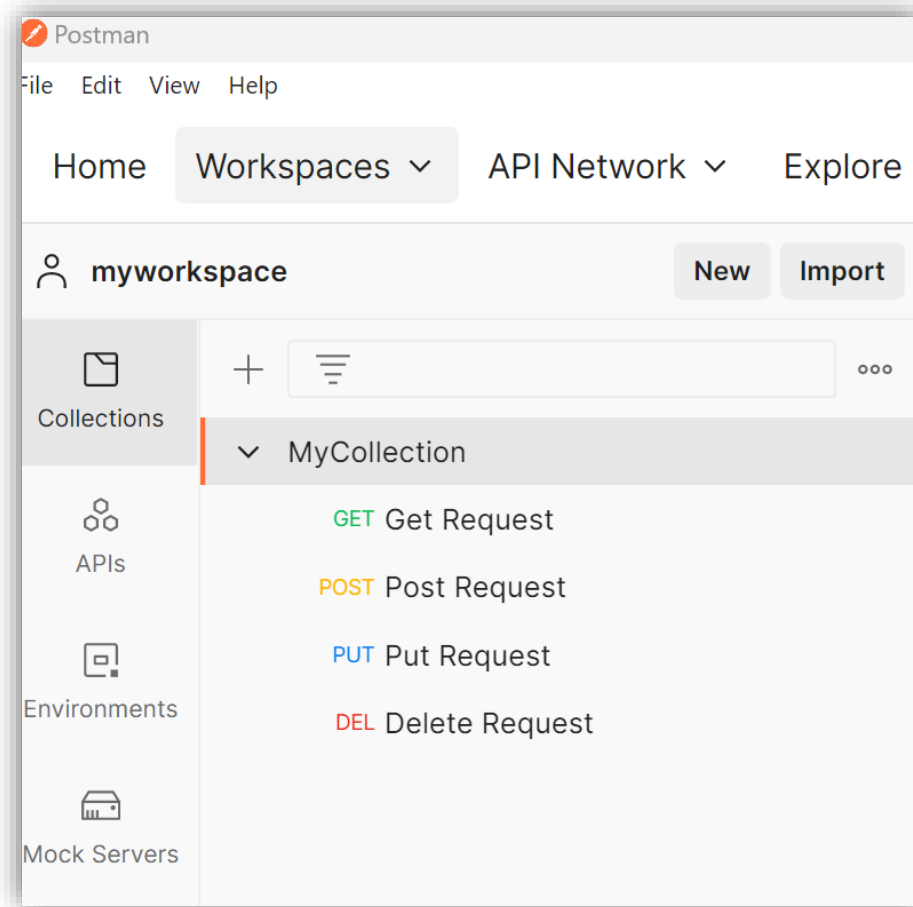 Postman
File Edit View Help
Home Workspaces API Network Explore
myworkspace New Import
Collections
MyCollection
GET Get Request
APIs
POST Post Request
PUT Put Request
Environments
DEL Delete Request
Mock Servers